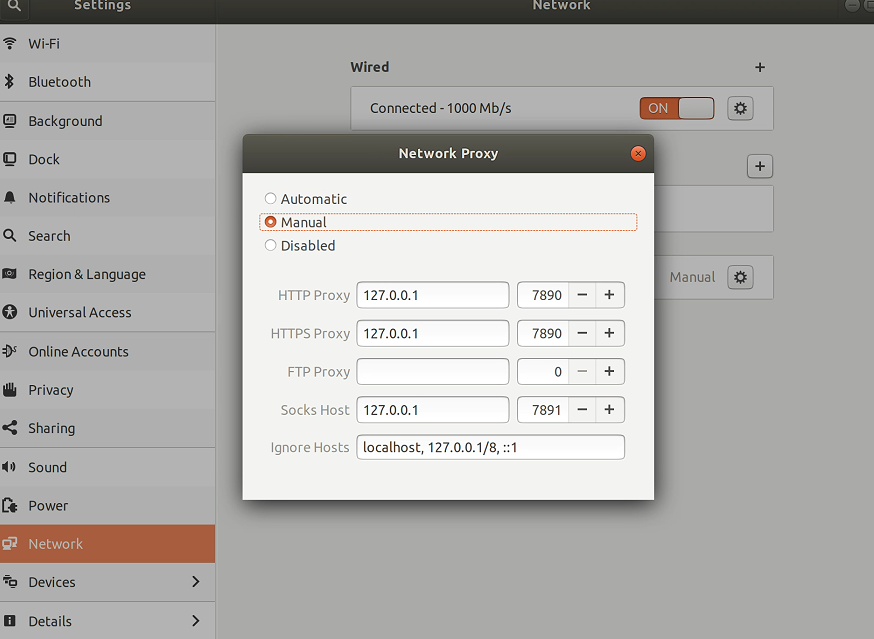 Settings
Network
Wi-Fi
Bluetooth
Background
Dock
Notifications
Search
Region & Language
Universal Access
Online Accounts
Privacy
Sharing
Sound
Power
Network
Devices
Details
Wired
Connected - 1000 Mb/s
ON
Manual
Network Proxy
Automatic
Manual
Disabled
HTTP Proxy 127.0.0.1 7890
HTTPS Proxy 127.0.0.1 7890
FTP Proxy 0
Socks Host 127.0.0.1 7891
Ignore Hosts localhost, 127.0.0.1/8, ::1